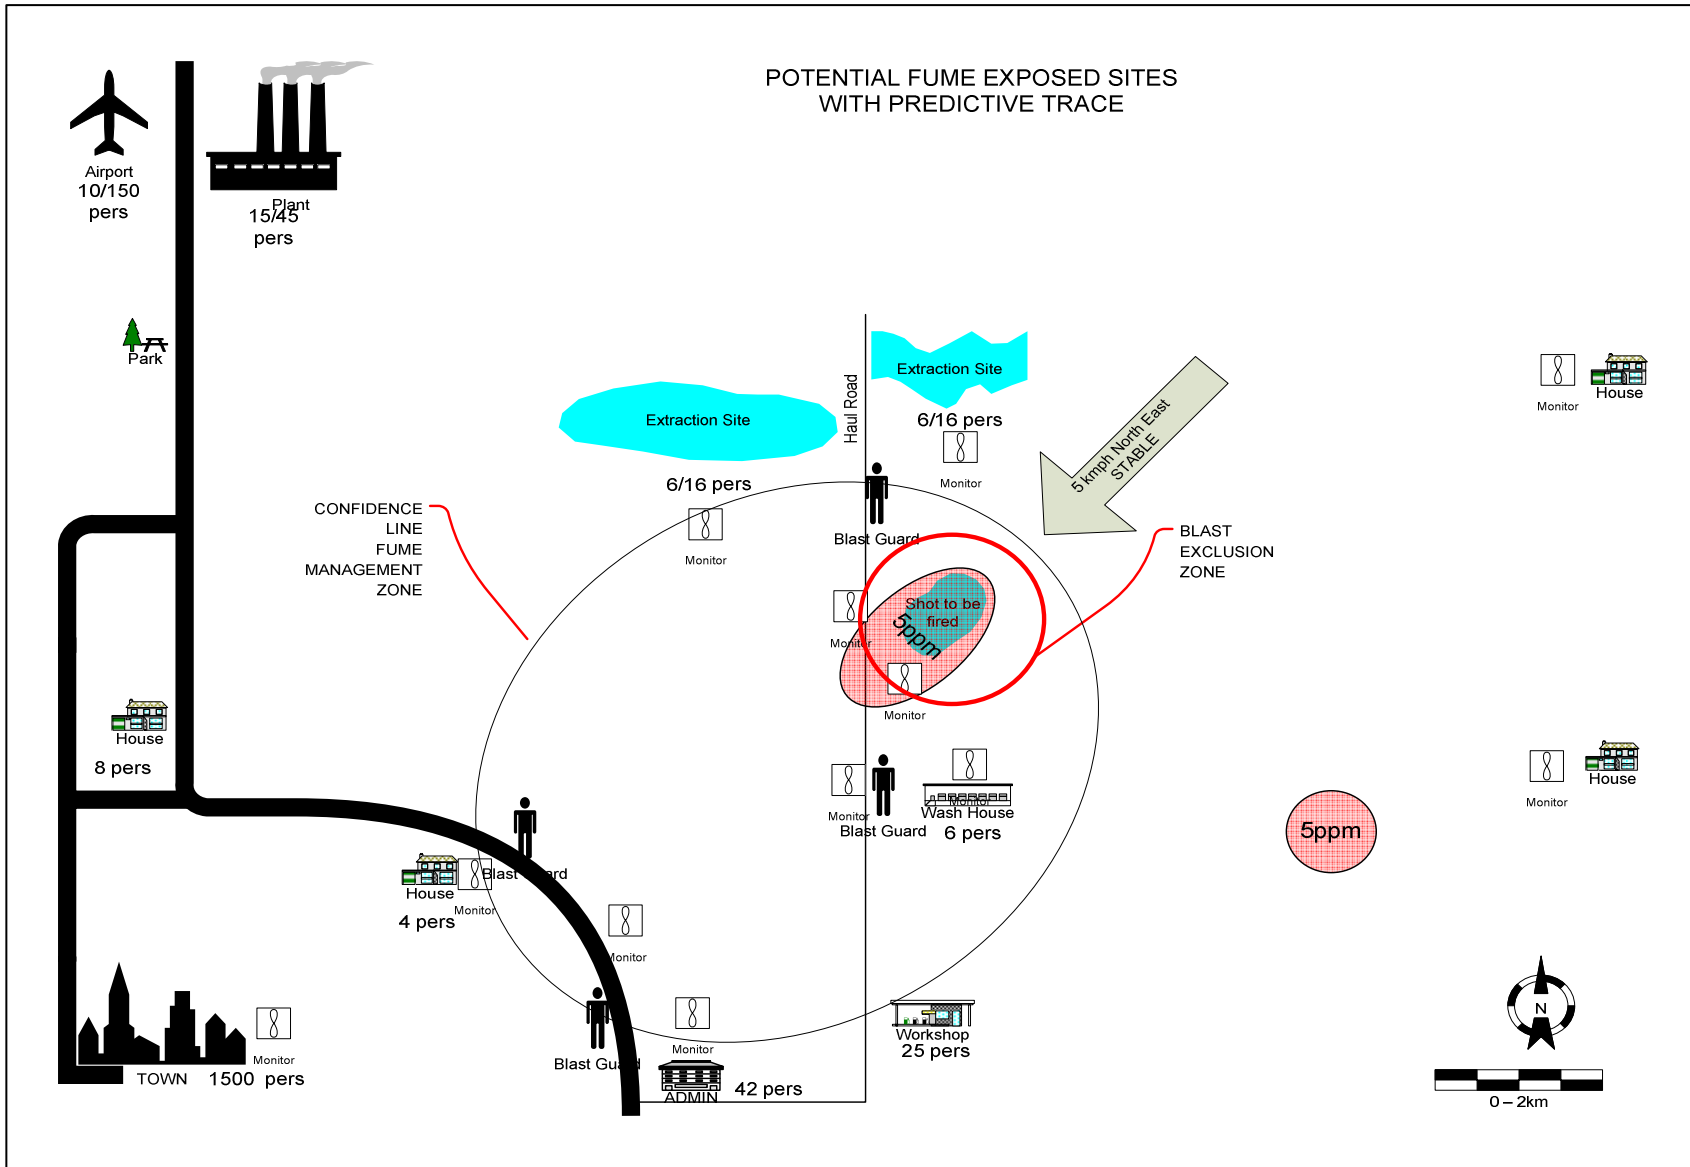 POTENTIAL FUME EXPOSED SITES
WITH PREDICTIVE TRACE
Airport
10/150
pers
Plant
15/45
pers
Park
Extraction Site
6/16 pers
Monitor
Haul Road
Extraction Site
6/16 pers
Monitor
5 kmph North East
STABLE
Monitor
House
CONFIDENCE
LINE
FUME
MANAGEMENT
ZONE
Blast Guard
BLAST
EXCLUSION
ZONE
Shot to be
fired
5ppm
Monitor
Monitor
House
8 pers
Monitor
Blast Guard
Monitor
Wash House
6 pers
Monitor
House
5ppm
Blast Guard
House
Monitor
4 pers
Monitor
TOWN
1500 pers
Monitor
Blast Guard
Monitor
ADMIN
42 pers
Workshop
25 pers
N
0 – 2km